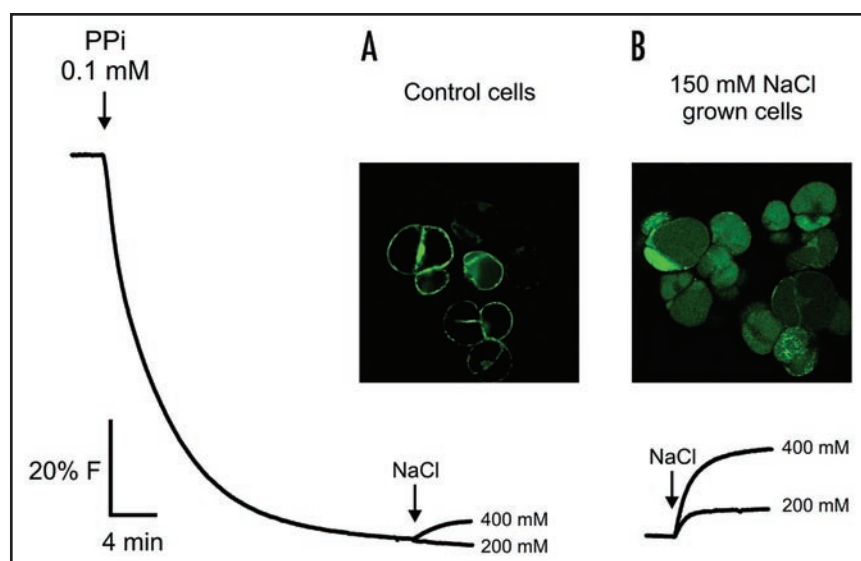 PPi
0.1 mM
A
Control cells
B
150 mM NaCl
grown cells
20% F
4 min
NaCl
400 mM
200 mM
NaCl
400 mM
200 mM